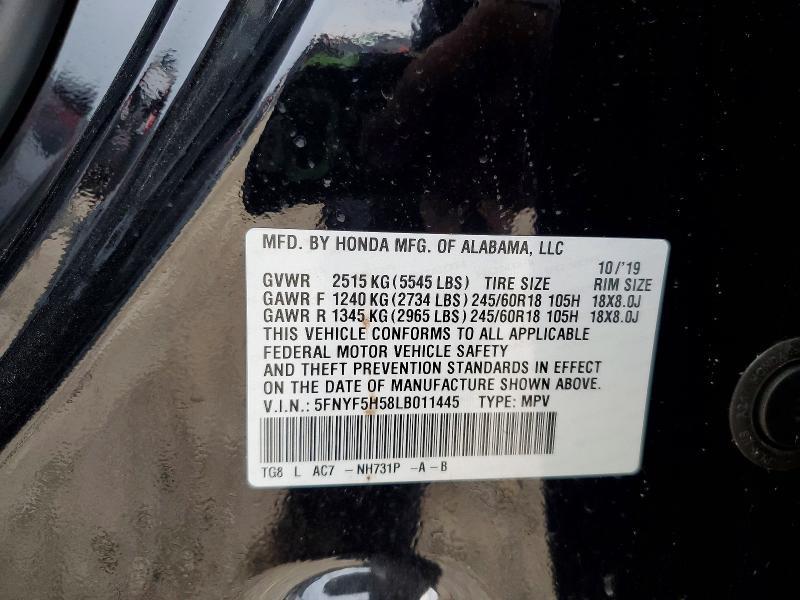 MFD. BY HONDA MFG. OF ALABAMA, LLC
10/'19
GVWR 2515 KG (5545 LBS) TIRE SIZE RIM SIZE
GAWR F 1240 KG (2734 LBS) 245/60R18 105H 18X8.0J
GAWR R 1345 KG (2965 LBS) 245/60R18 105H 18X8.0J
THIS VEHICLE CONFORMS TO ALL APPLICABLE
FEDERAL MOTOR VEHICLE SAFETY
AND THEFT PREVENTION STANDARDS IN EFFECT
ON THE DATE OF MANUFACTURE SHOWN ABOVE.
V.I.N.: 5FNYF5H58LB011445 TYPE: MPV
TG8 L AC7 -NH731P -A -B